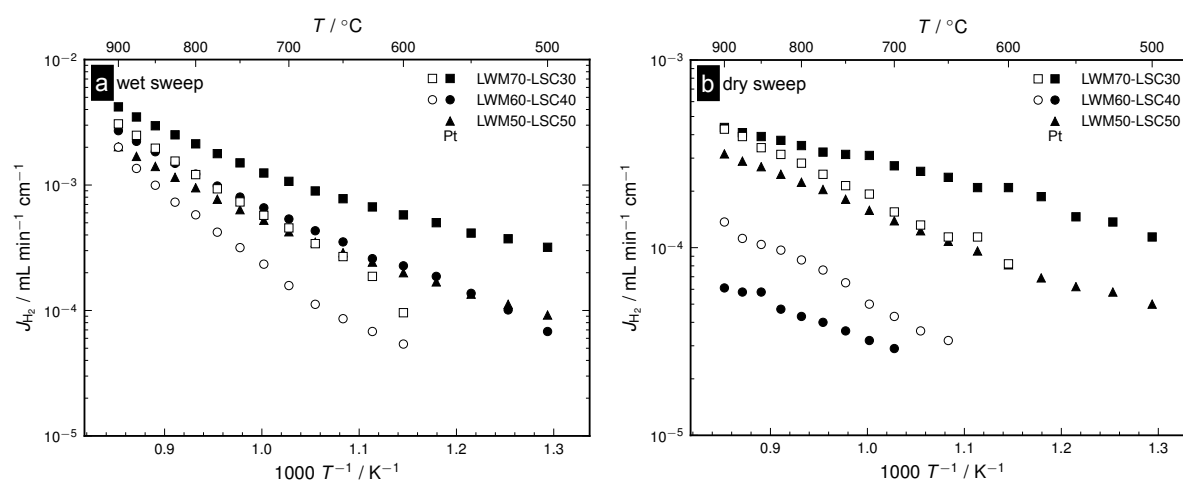 T / °C
900
800
700
600
500
10⁻²
a wet sweep
LWM70-LSC30
LWM60-LSC40
LWM50-LSC50
Pt
10⁻³
10⁻⁴
10⁻⁵
J_H₂ / mL min⁻¹ cm⁻¹
0.9
1.0
1.1
1.2
1.3
1000 T⁻¹ / K⁻¹
T / °C
900
800
700
600
500
10⁻³
b dry sweep
LWM70-LSC30
LWM60-LSC40
LWM50-LSC50
Pt
10⁻⁴
10⁻⁵
J_H₂ / mL min⁻¹ cm⁻¹
0.9
1.0
1.1
1.2
1.3
1000 T⁻¹ / K⁻¹